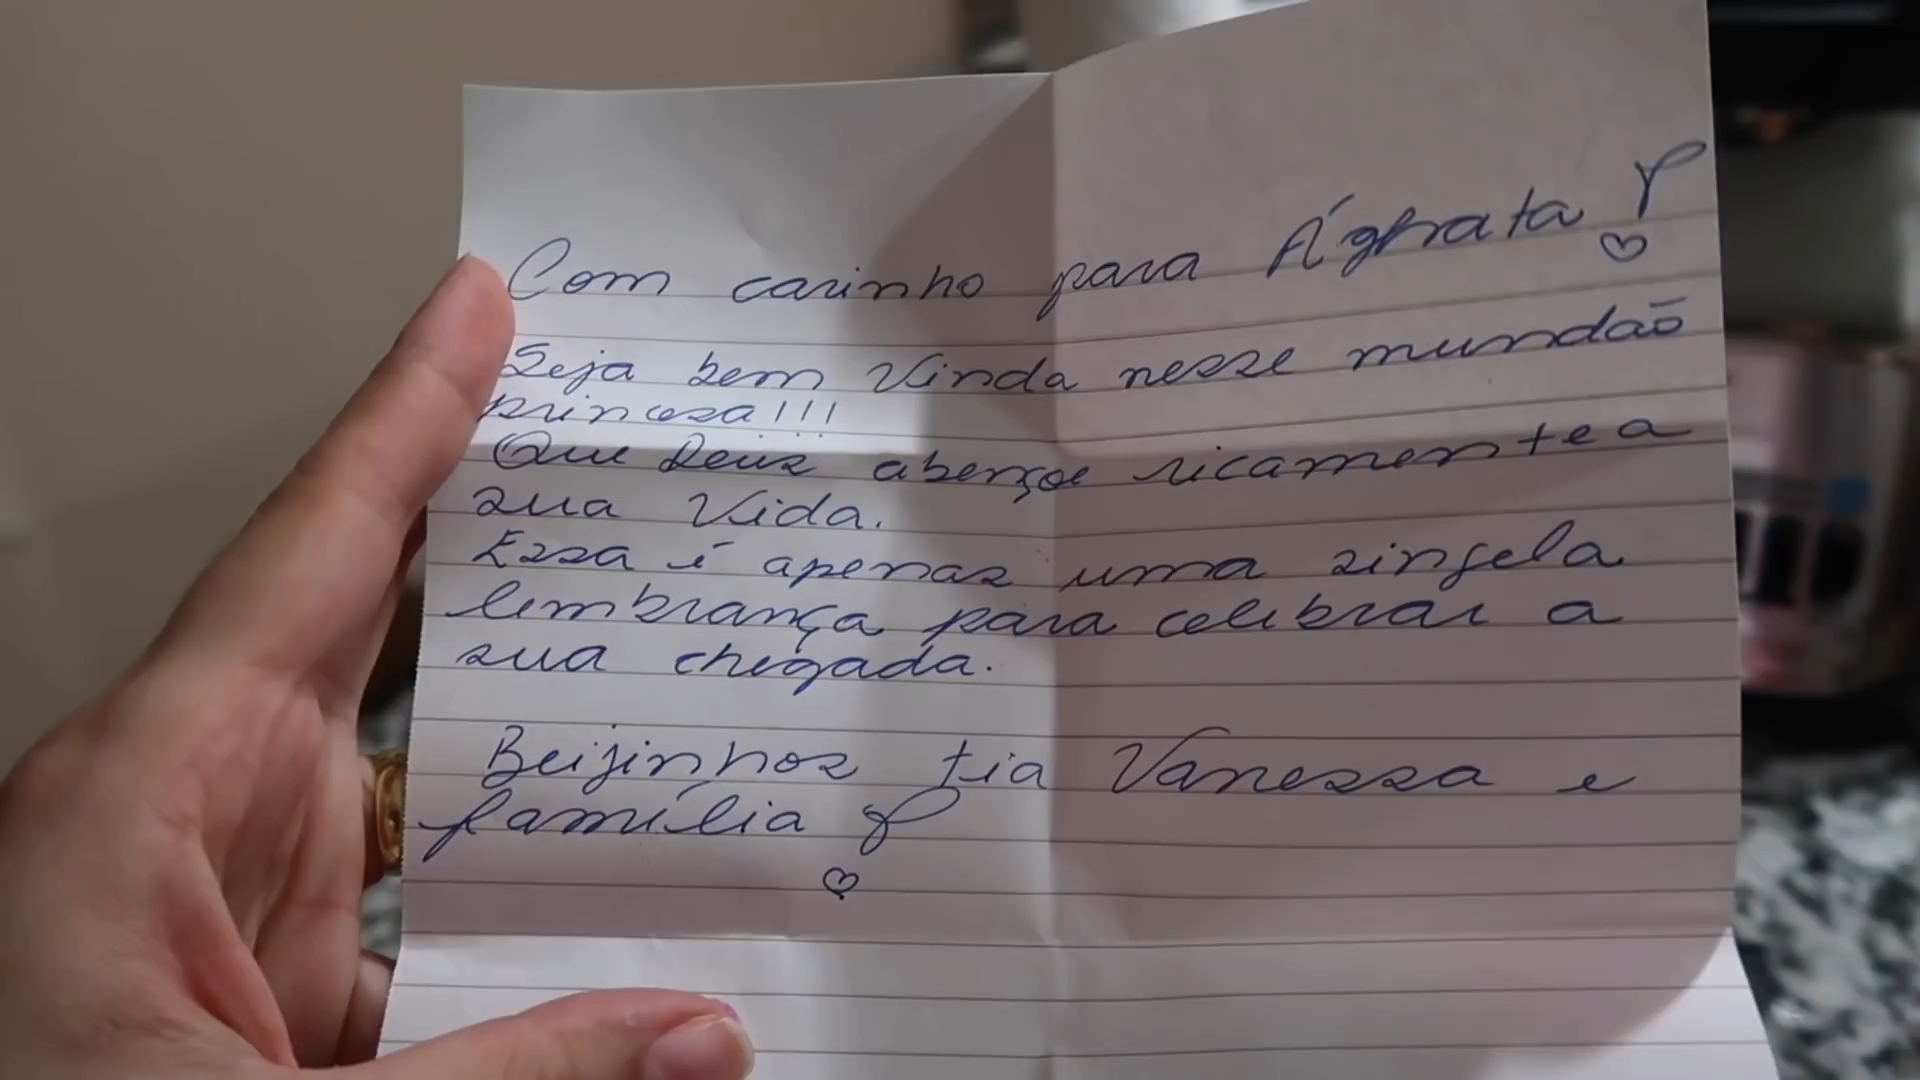 Com carinho para Ághata
Seja bem Vinda nesse mundão
princesa!!!
Que Deus abençoe ricamente a
sua Vida.
Essa é apenas uma singela
lembrança para celebrar a
sua chegada.
Beijinhos tia Vanessa e
família